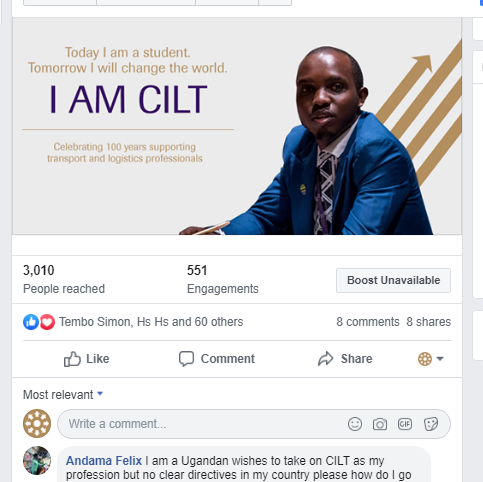 Today I am a student.
Tomorrow I will change the world.
I AM CILT
Celebrating 100 years supporting
transport and logistics professionals
3,010
People reached
551
Engagements
Boost Unavailable
Tembo Simon, Hs Hs and 60 others
8 comments 8 shares
Like
Comment
Share
Most relevant
Write a comment...
GIF
Andama Felix I am a Ugandan wishes to take on CILT as my
profession but no clear directives in my country please how do I go